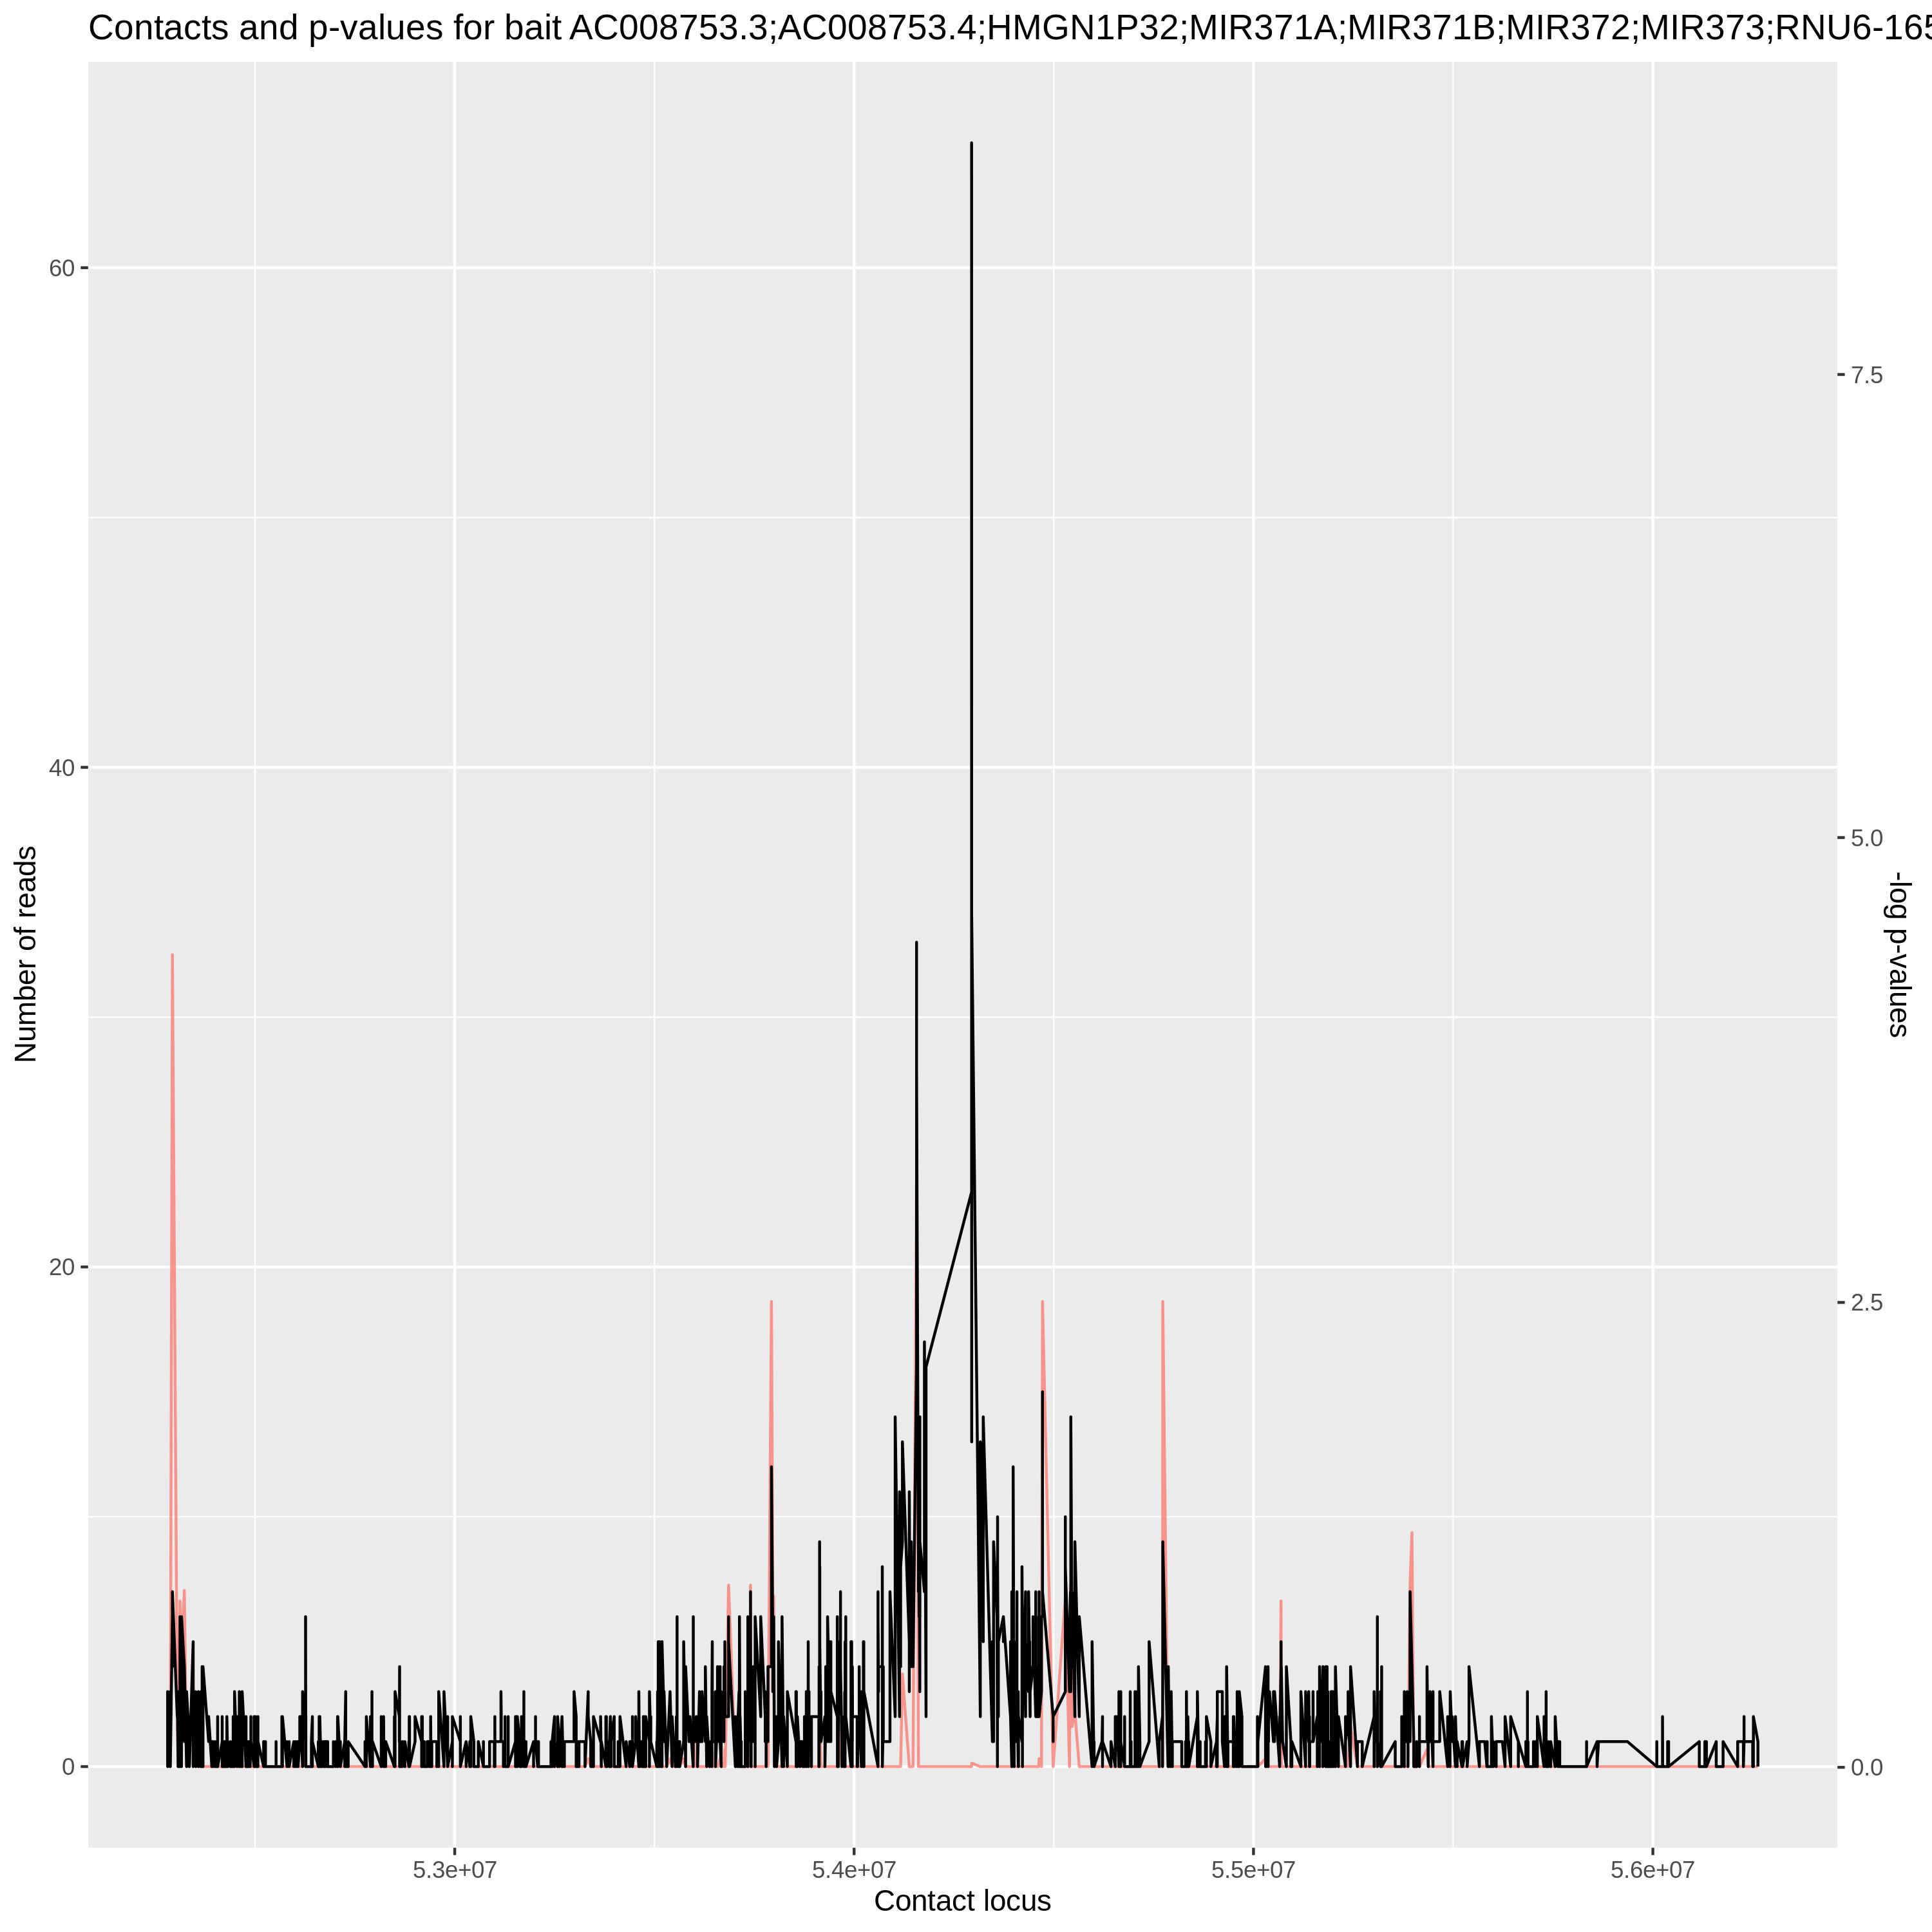 Contacts and p-values for bait AC008753.3;AC008753.4;HMGN1P32;MIR371A;MIR371B;MIR372;MIR373;RNU6-165
60
40
20
0
Number of reads
7.5
5.0
2.5
0.0
-log p-values
5.3e+07 5.4e+07 5.5e+07 5.6e+07
Contact locus